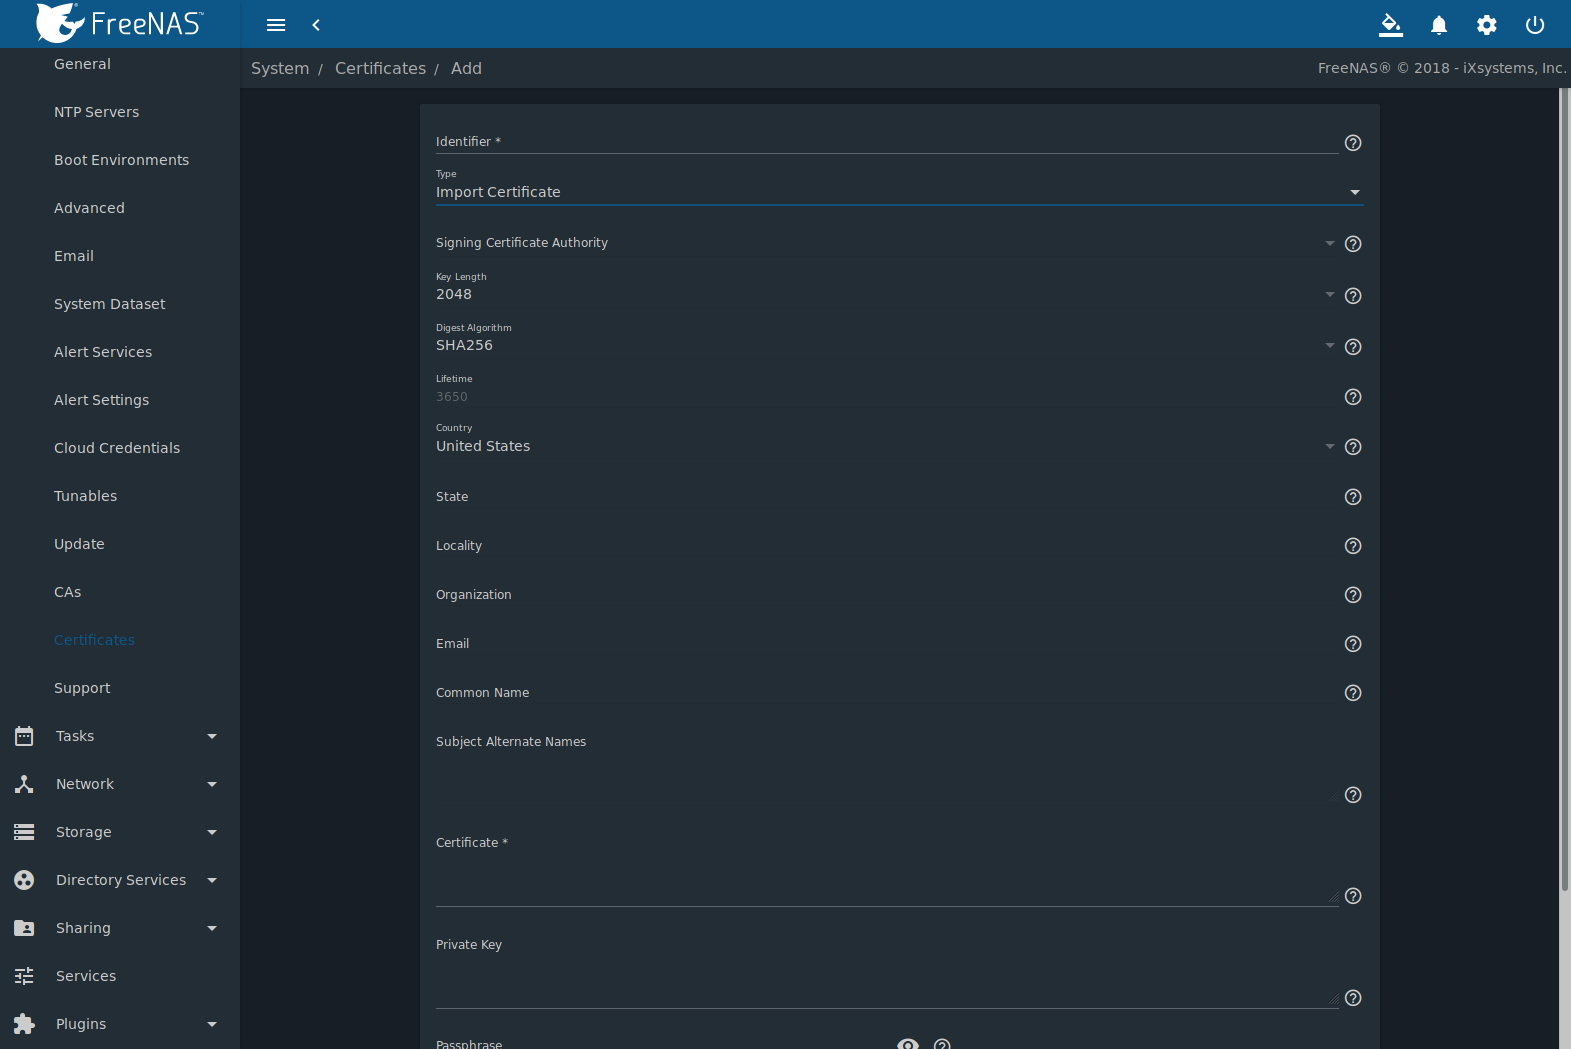 FreeNAS™
General
NTP Servers
Boot Environments
Advanced
Email
System Dataset
Alert Services
Alert Settings
Cloud Credentials
Tunables
Update
CAs
Certificates
Support
Tasks
Network
Storage
Directory Services
Sharing
Services
Plugins
System / Certificates / Add
FreeNAS® © 2018 - iXsystems, Inc.
Identifier *
Type
Import Certificate
Signing Certificate Authority
Key Length
2048
Digest Algorithm
SHA256
Lifetime
3650
Country
United States
State
Locality
Organization
Email
Common Name
Subject Alternate Names
Certificate *
Private Key
Passphrase